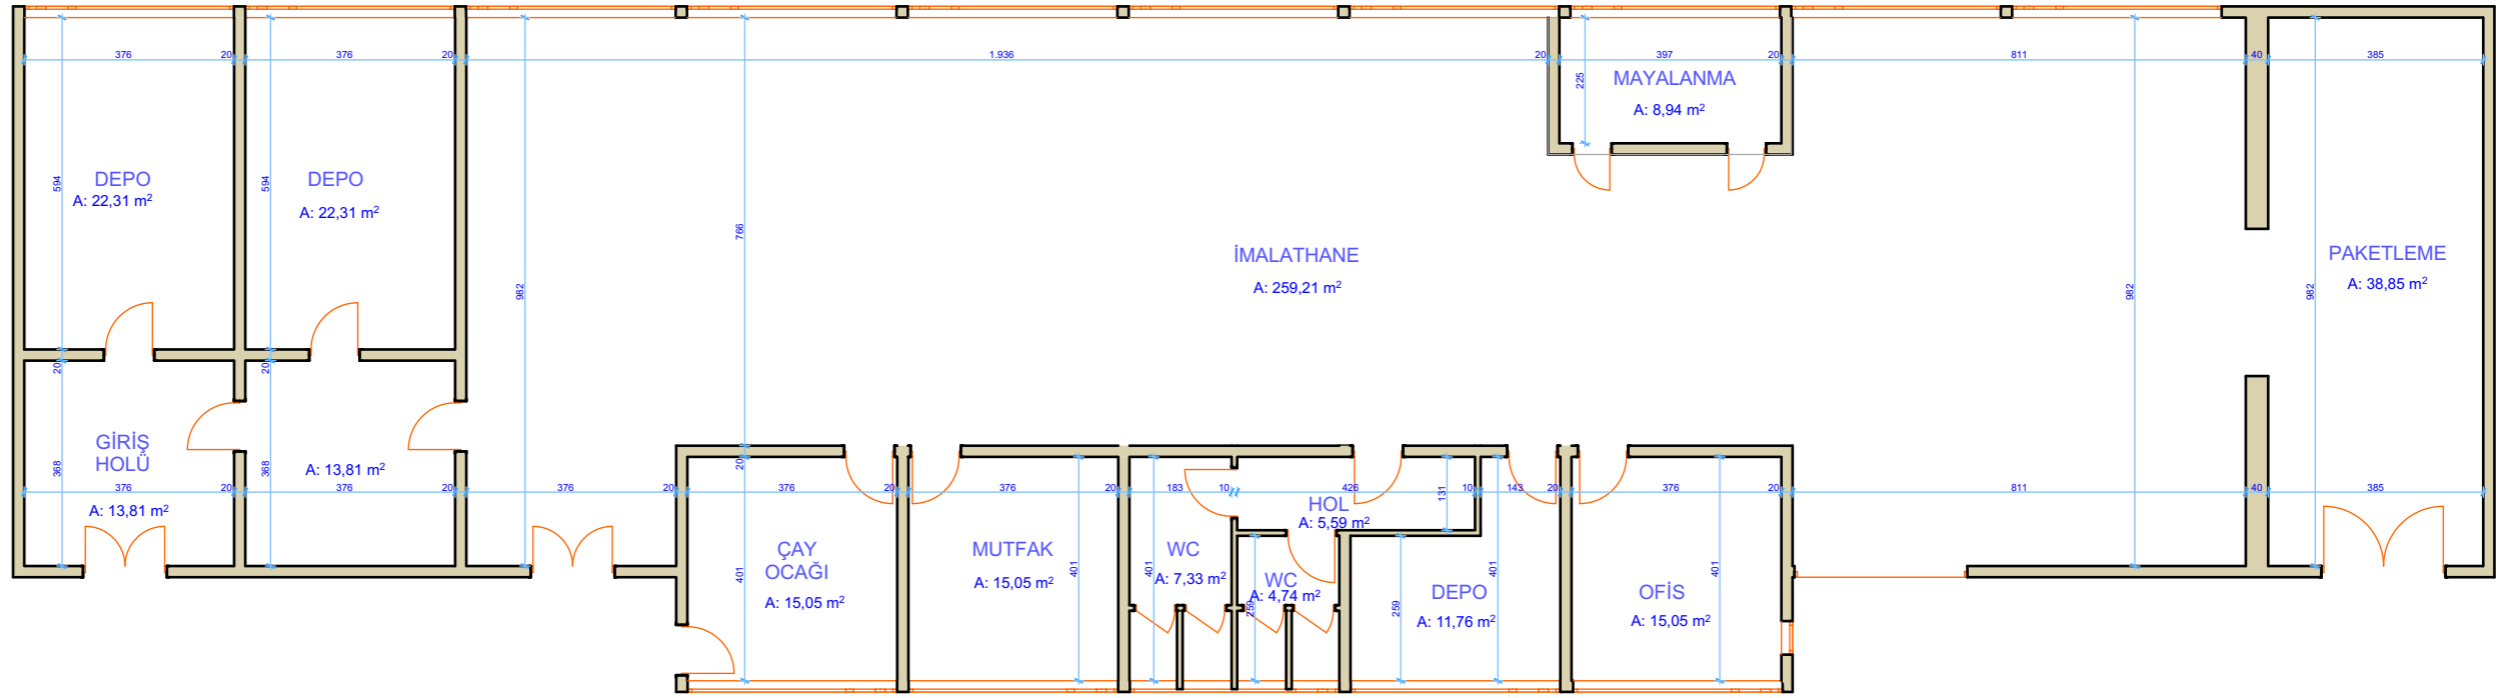 376
20
376
20
1.936
20
397
20
811
40
385
225
MAYALANMA
A: 8,94 m²
DEPO
A: 22,31 m²
594
DEPO
A: 22,31 m²
594
766
982
İMALATHANE
A: 259,21 m²
982
982
PAKETLEME
A: 38,85 m²
20
20
GİRİŞ
HOLÜ
A: 13,81 m²
368
A: 13,81 m²
368
20
376
20
376
20
376
20
376
20
376
20
183
10
426
10
143
20
376
20
811
40
385
131
HOL
A: 5,59 m²
ÇAY
OCAĞI
A: 15,05 m²
401
MUTFAK
A: 15,05 m²
401
WC
A: 7,33 m²
401
WC
A: 4,74 m²
259
DEPO
A: 11,76 m²
259
401
OFİS
A: 15,05 m²
401